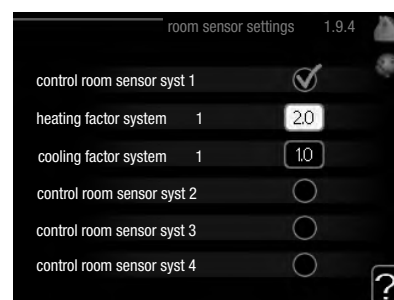 room sensor settings 1.9.4
control room sensor syst 1
heating factor system 1 2.0
cooling factor system 1 1.0
control room sensor syst 2
control room sensor syst 3
control room sensor syst 4
?